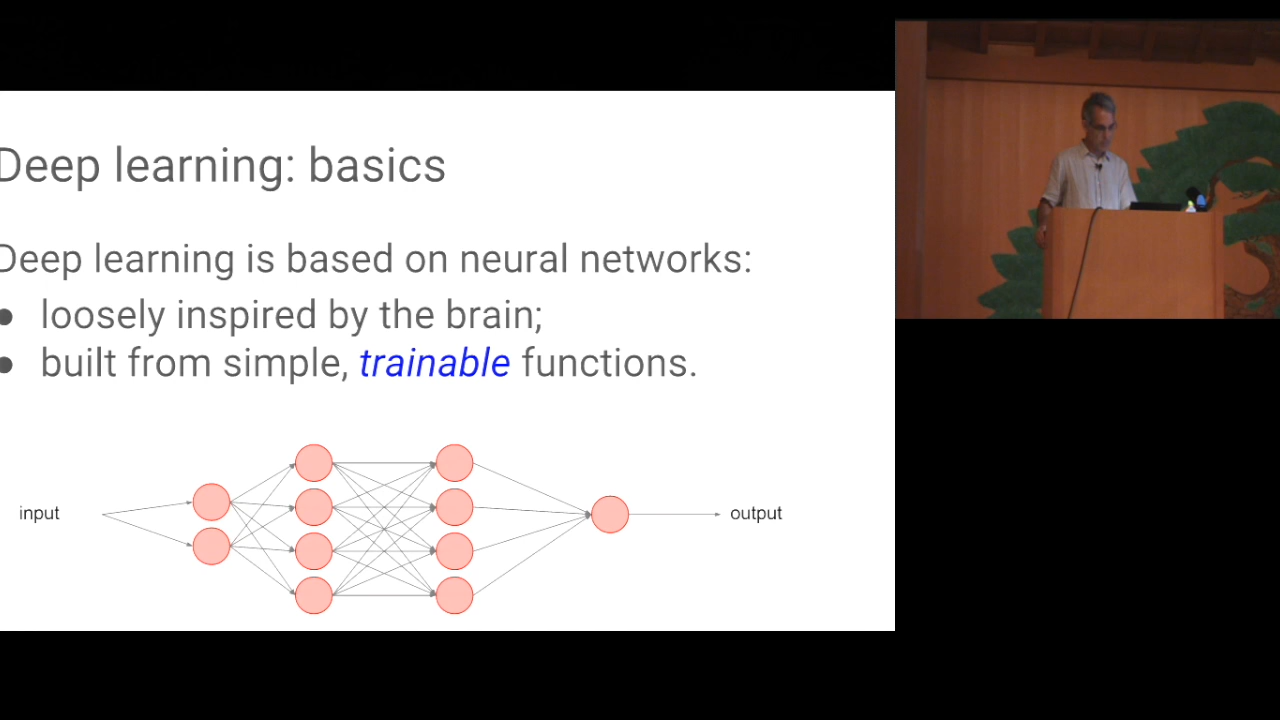 Deep learning: basics
Deep learning is based on neural networks:
● loosely inspired by the brain;
● built from simple, trainable functions.
input
output